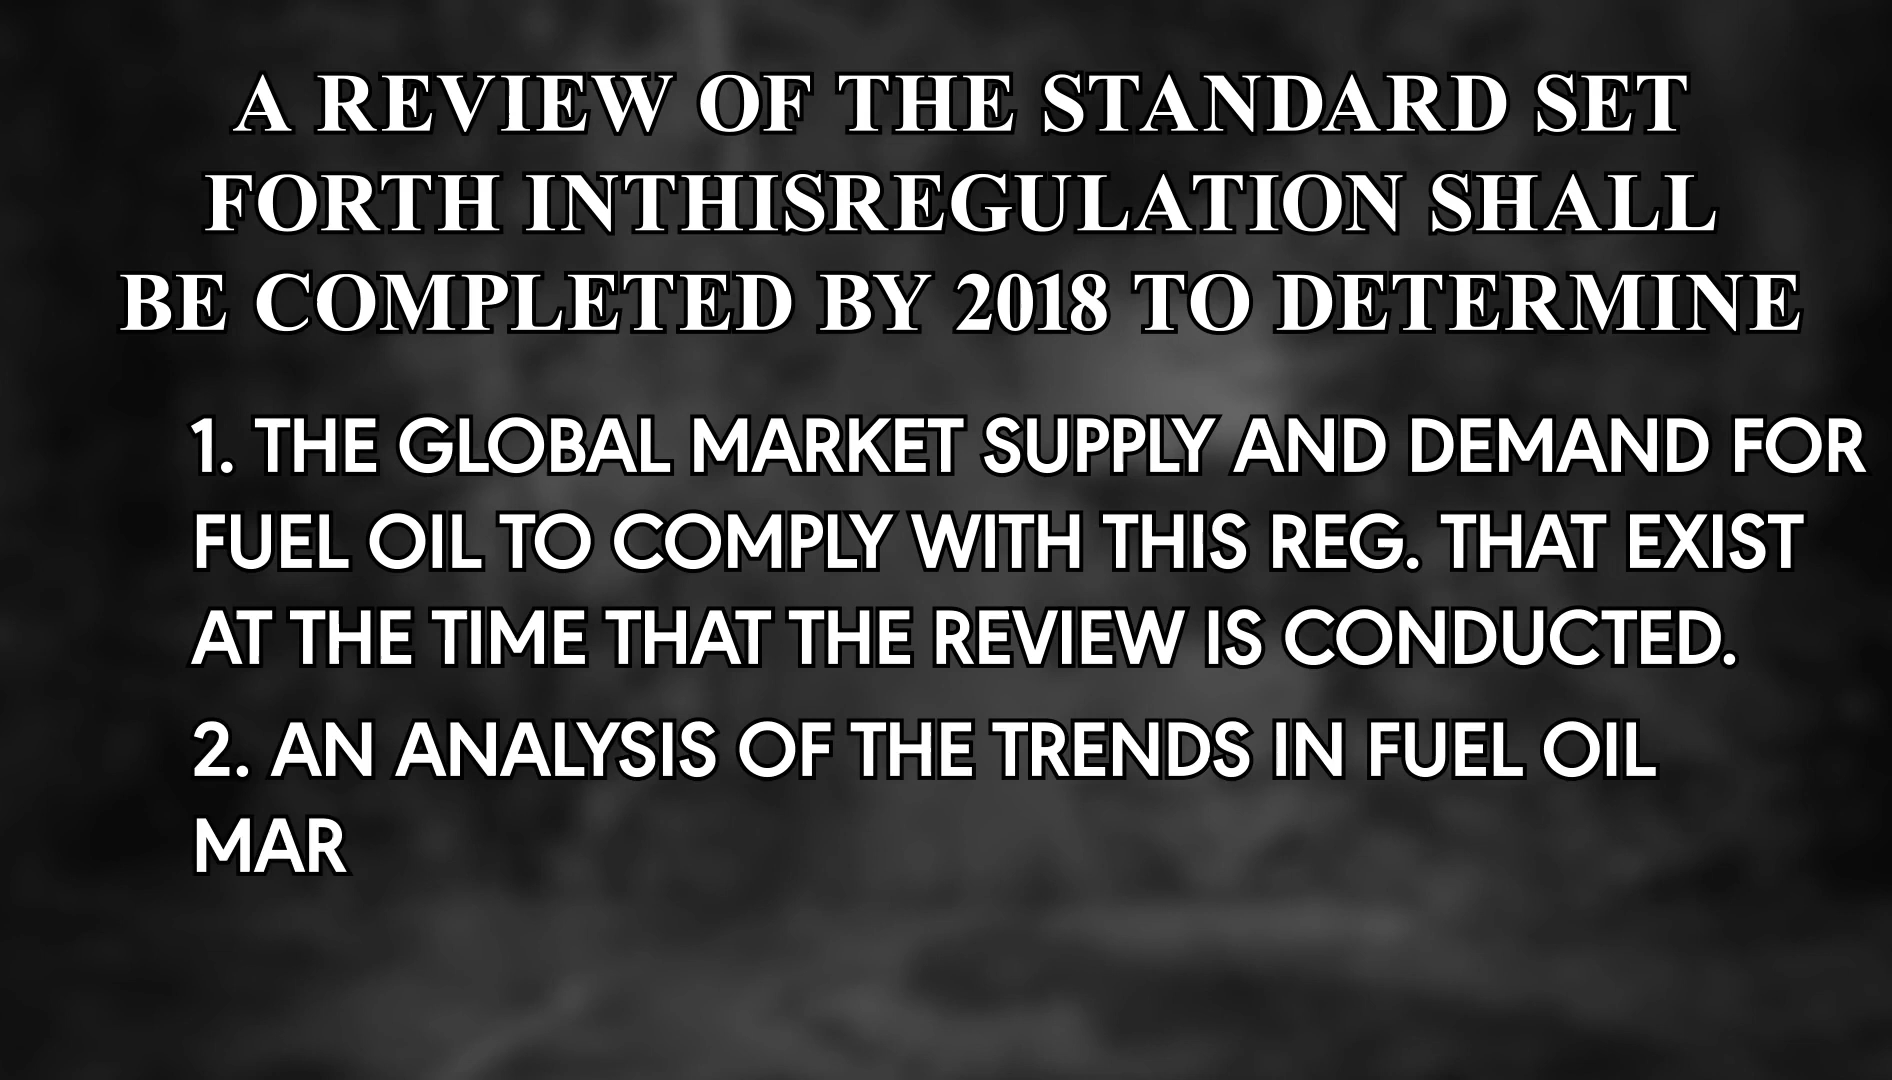 A REVIEW OF THE STANDARD SET
FORTH INTHISREGULATION SHALL
BE COMPLETED BY 2018 TO DETERMINE
1. THE GLOBAL MARKET SUPPLY AND DEMAND FOR
FUEL OIL TO COMPLY WITH THIS REG. THAT EXIST
AT THE TIME THAT THE REVIEW IS CONDUCTED.
2. AN ANALYSIS OF THE TRENDS IN FUEL OIL
MAR